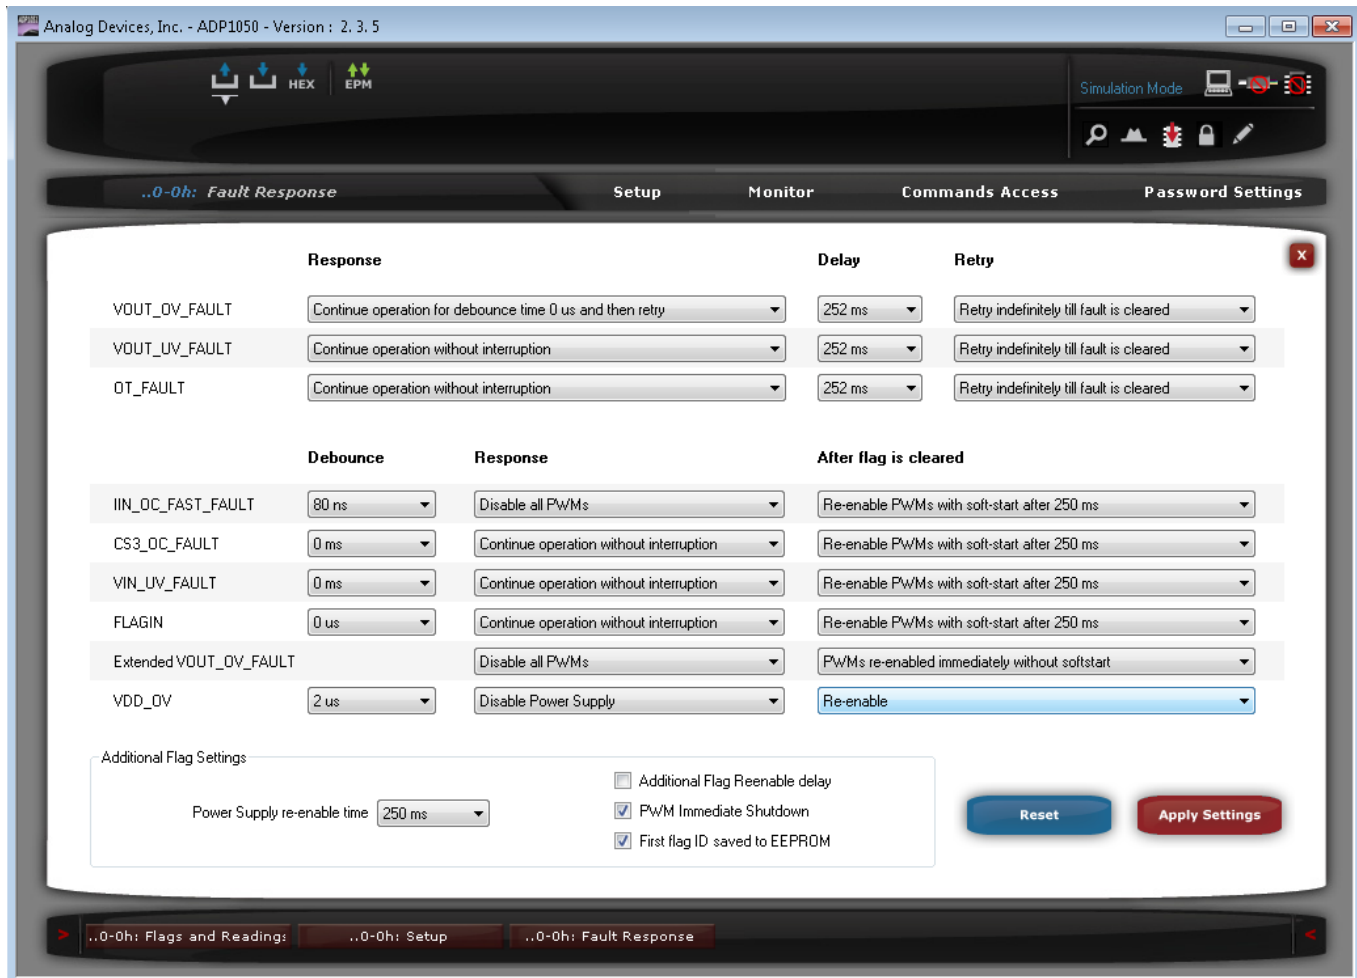 Analog Devices, Inc. - ADP1050 - Version : 2. 3. 5
HEX EPM
Simulation Mode
..0-0h: Fault Response Setup Monitor Commands Access Password Settings
Response Delay Retry
X
VOUT_OV_FAULT Continue operation for debounce time 0 us and then retry 252 ms Retry indefinitely till fault is cleared
VOUT_UV_FAULT Continue operation without interruption 252 ms Retry indefinitely till fault is cleared
OT_FAULT Continue operation without interruption 252 ms Retry indefinitely till fault is cleared
Debounce Response After flag is cleared
IIN_OC_FAST_FAULT 80 ns Disable all PWMs Re-enable PWMs with soft-start after 250 ms
CS3_OC_FAULT 0 ms Continue operation without interruption Re-enable PWMs with soft-start after 250 ms
VIN_UV_FAULT 0 ms Continue operation without interruption Re-enable PWMs with soft-start after 250 ms
FLAGIN 0 us Continue operation without interruption Re-enable PWMs with soft-start after 250 ms
Extended VOUT_OV_FAULT Disable all PWMs PWMs re-enabled immediately without softstart
VDD_OV 2 us Disable Power Supply Re-enable
Additional Flag Settings
Additional Flag Reenable delay
Power Supply re-enable time 250 ms PWM Immediate Shutdown
First flag ID saved to EEPROM
Reset Apply Settings
> ..0-0h: Flags and Readings ..0-0h: Setup ..0-0h: Fault Response <